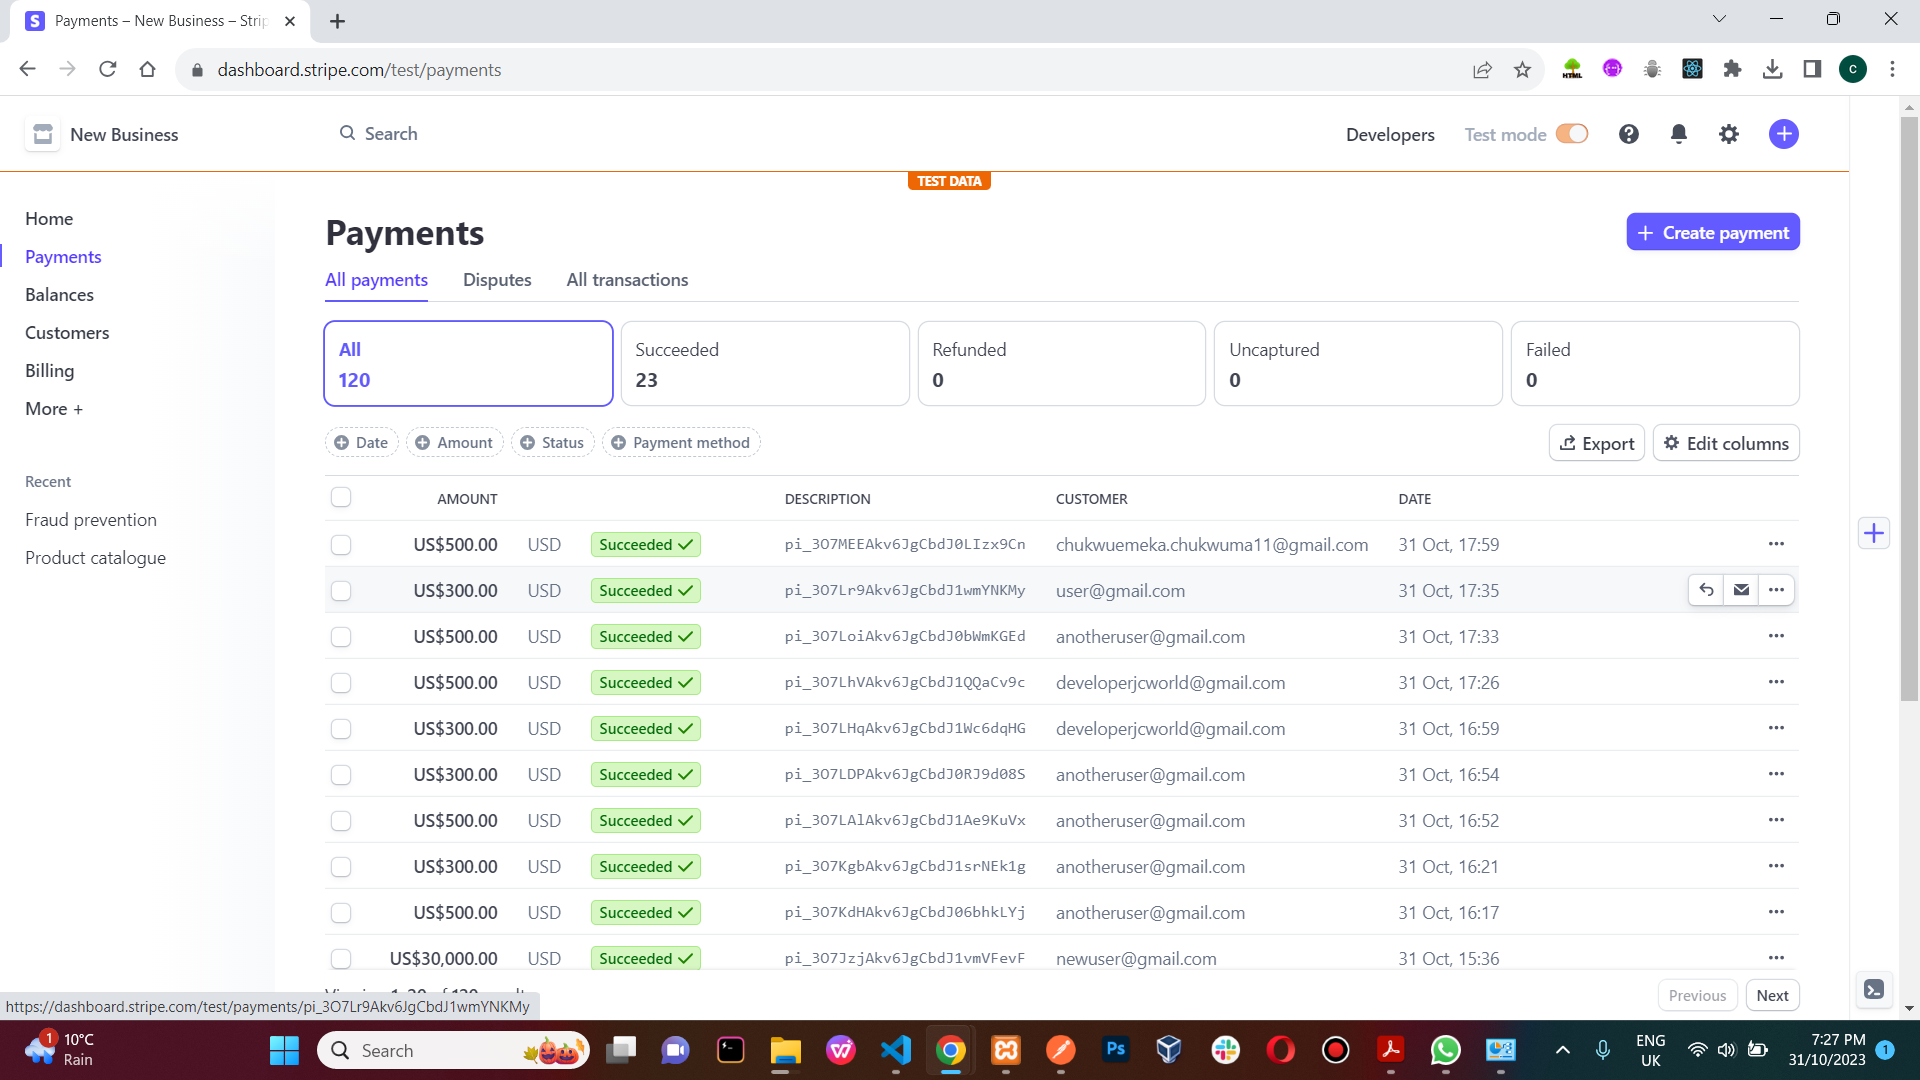 Payments – New Business – Strip
dashboard.stripe.com/test/payments
New Business
Search
Developers
Test mode
TEST DATA
Home
Payments
Balances
Customers
Billing
More +
Recent
Fraud prevention
Product catalogue
Payments
Create payment
All payments Disputes All transactions
All Succeeded Refunded Uncaptured Failed
120 23 0 0 0
Date Amount Status Payment method
Export Edit columns
AMOUNT DESCRIPTION CUSTOMER DATE
US$500.00 USD Succeeded pi_3O7MEEAkv6JgCbdJ0LIzx9Cn chukwuemeka.chukwuma11@gmail.com 31 Oct, 17:59
US$300.00 USD Succeeded pi_3O7Lr9Akv6JgCbdJ1wmYNKMy user@gmail.com 31 Oct, 17:35
US$500.00 USD Succeeded pi_3O7LoiAkv6JgCbdJ0bWmKGEd anotheruser@gmail.com 31 Oct, 17:33
US$500.00 USD Succeeded pi_3O7LhVAkv6JgCbdJ1QQaCv9c developerjcworld@gmail.com 31 Oct, 17:26
US$300.00 USD Succeeded pi_3O7LHqAkv6JgCbdJ1Wc6dqHG developerjcworld@gmail.com 31 Oct, 16:59
US$300.00 USD Succeeded pi_3O7LDPAkv6JgCbdJ0RJ9d08S anotheruser@gmail.com 31 Oct, 16:54
US$500.00 USD Succeeded pi_3O7LAlAkv6JgCbdJ1Ae9KuVx anotheruser@gmail.com 31 Oct, 16:52
US$300.00 USD Succeeded pi_3O7KgbAkv6JgCbdJ1srNEk1g anotheruser@gmail.com 31 Oct, 16:21
US$500.00 USD Succeeded pi_3O7KdHAkv6JgCbdJ06bhkLYj anotheruser@gmail.com 31 Oct, 16:17
US$30,000.00 USD Succeeded pi_3O7JzjAkv6JgCbdJ1vmVFevF newuser@gmail.com 31 Oct, 15:36
Previous Next
https://dashboard.stripe.com/test/payments/pi_3O7Lr9Akv6JgCbdJ1wmYNKMy
1 10°C
Rain
Search
ENG
UK
7:27 PM
31/10/2023
1